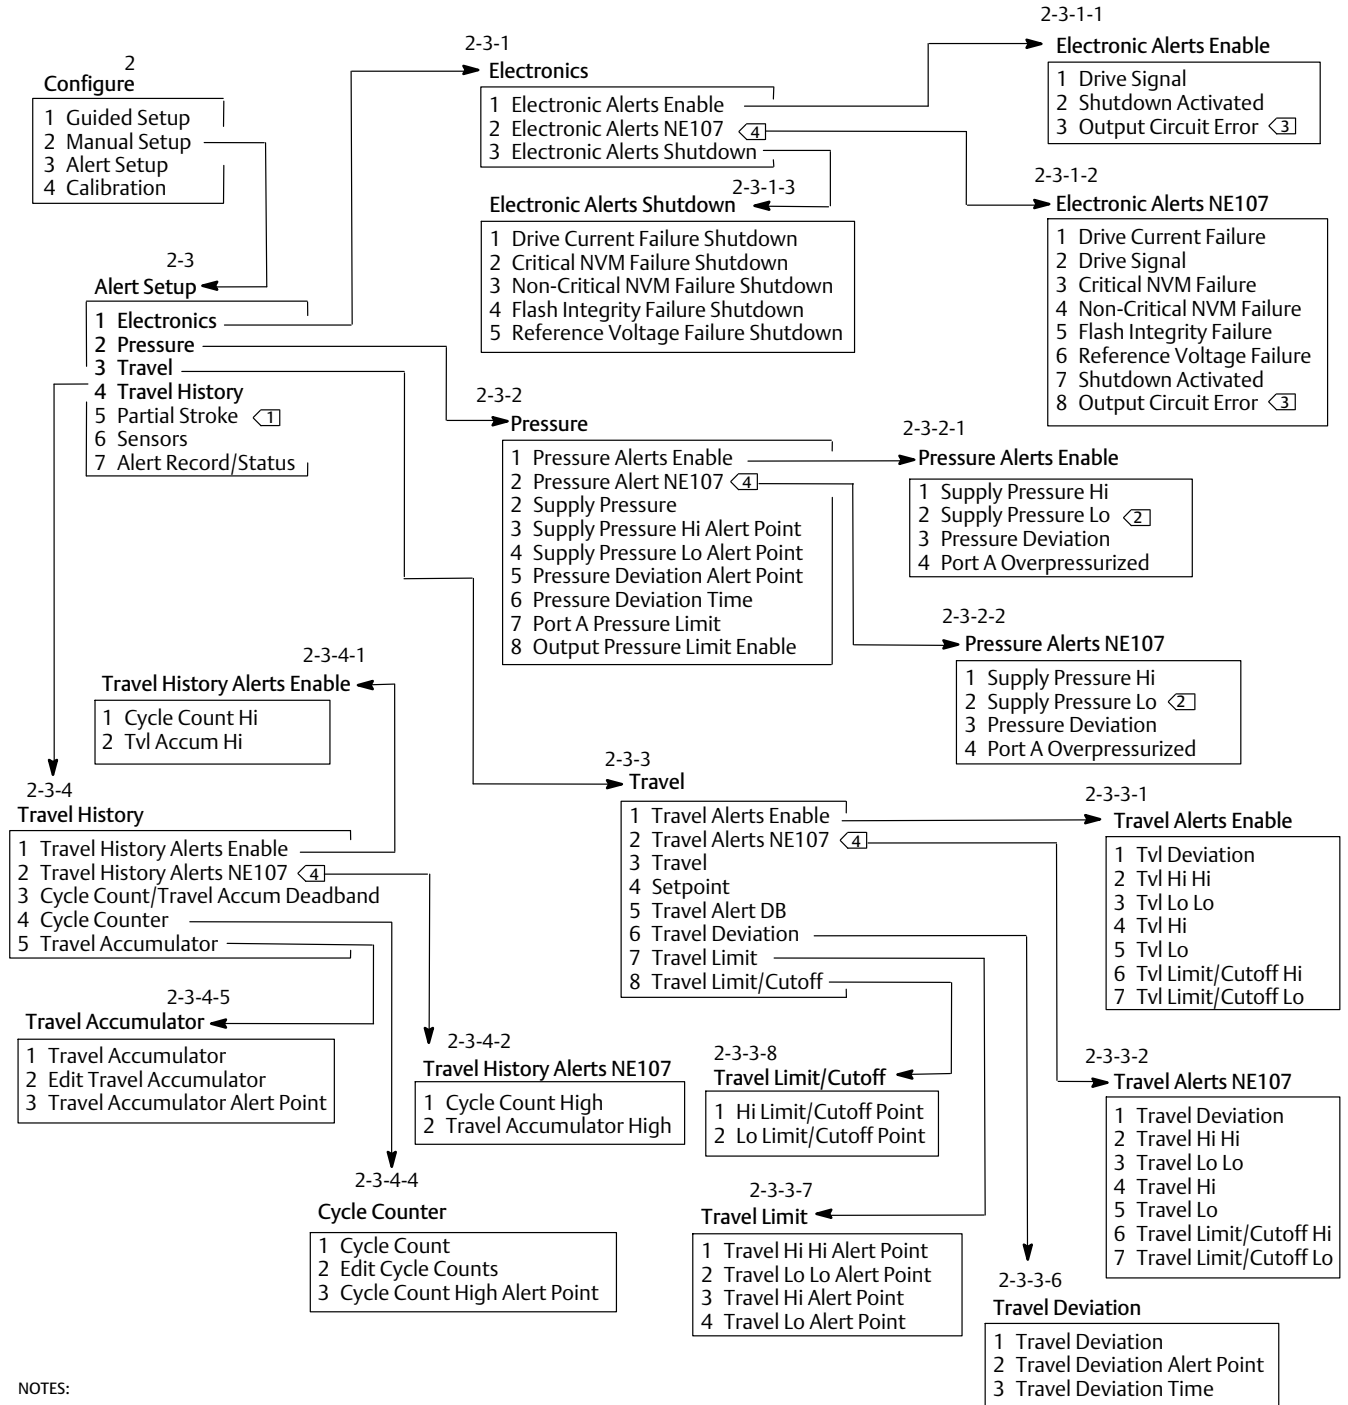 2
Configure
1 Guided Setup
2 Manual Setup
3 Alert Setup
4 Calibration
2-3
Alert Setup
1 Electronics
2 Pressure
3 Travel
4 Travel History
5 Partial Stroke 1
6 Sensors
7 Alert Record/Status
2-3-1
Electronics
1 Electronic Alerts Enable
2 Electronic Alerts NE107 4
3 Electronic Alerts Shutdown
2-3-1-1
Electronic Alerts Enable
1 Drive Signal
2 Shutdown Activated
3 Output Circuit Error 3
2-3-1-2
Electronic Alerts NE107
1 Drive Current Failure
2 Drive Signal
3 Critical NVM Failure
4 Non-Critical NVM Failure
5 Flash Integrity Failure
6 Reference Voltage Failure
7 Shutdown Activated
8 Output Circuit Error 3
2-3-1-3
Electronic Alerts Shutdown
1 Drive Current Failure Shutdown
2 Critical NVM Failure Shutdown
3 Non-Critical NVM Failure Shutdown
4 Flash Integrity Failure Shutdown
5 Reference Voltage Failure Shutdown
2-3-2
Pressure
1 Pressure Alerts Enable
2 Pressure Alert NE107 4
2 Supply Pressure
3 Supply Pressure Hi Alert Point
4 Supply Pressure Lo Alert Point
5 Pressure Deviation Alert Point
6 Pressure Deviation Time
7 Port A Pressure Limit
8 Output Pressure Limit Enable
2-3-2-1
Pressure Alerts Enable
1 Supply Pressure Hi
2 Supply Pressure Lo 2
3 Pressure Deviation
4 Port A Overpressurized
2-3-2-2
Pressure Alerts NE107
1 Supply Pressure Hi
2 Supply Pressure Lo 2
3 Pressure Deviation
4 Port A Overpressurized
2-3-4-1
Travel History Alerts Enable
1 Cycle Count Hi
2 Tvl Accum Hi
2-3-4
Travel History
1 Travel History Alerts Enable
2 Travel History Alerts NE107 4
3 Cycle Count/Travel Accum Deadband
4 Cycle Counter
5 Travel Accumulator
2-3-4-5
Travel Accumulator
1 Travel Accumulator
2 Edit Travel Accumulator
3 Travel Accumulator Alert Point
2-3-4-2
Travel History Alerts NE107
1 Cycle Count High
2 Travel Accumulator High
2-3-4-4
Cycle Counter
1 Cycle Count
2 Edit Cycle Counts
3 Cycle Count High Alert Point
2-3-3
Travel
1 Travel Alerts Enable
2 Travel Alerts NE107 4
3 Travel
4 Setpoint
5 Travel Alert DB
6 Travel Deviation
7 Travel Limit
8 Travel Limit/Cutoff
2-3-3-1
Travel Alerts Enable
1 Tvl Deviation
2 Tvl Hi Hi
3 Tvl Lo Lo
4 Tvl Hi
5 Tvl Lo
6 Tvl Limit/Cutoff Hi
7 Tvl Limit/Cutoff Lo
2-3-3-2
Travel Alerts NE107
1 Travel Deviation
2 Travel Hi Hi
3 Travel Lo Lo
4 Travel Hi
5 Travel Lo
6 Travel Limit/Cutoff Hi
7 Travel Limit/Cutoff Lo
2-3-3-8
Travel Limit/Cutoff
1 Hi Limit/Cutoff Point
2 Lo Limit/Cutoff Point
2-3-3-7
Travel Limit
1 Travel Hi Hi Alert Point
2 Travel Lo Lo Alert Point
3 Travel Hi Alert Point
4 Travel Lo Alert Point
2-3-3-6
Travel Deviation
1 Travel Deviation
2 Travel Deviation Alert Point
3 Travel Deviation Time
NOTES: